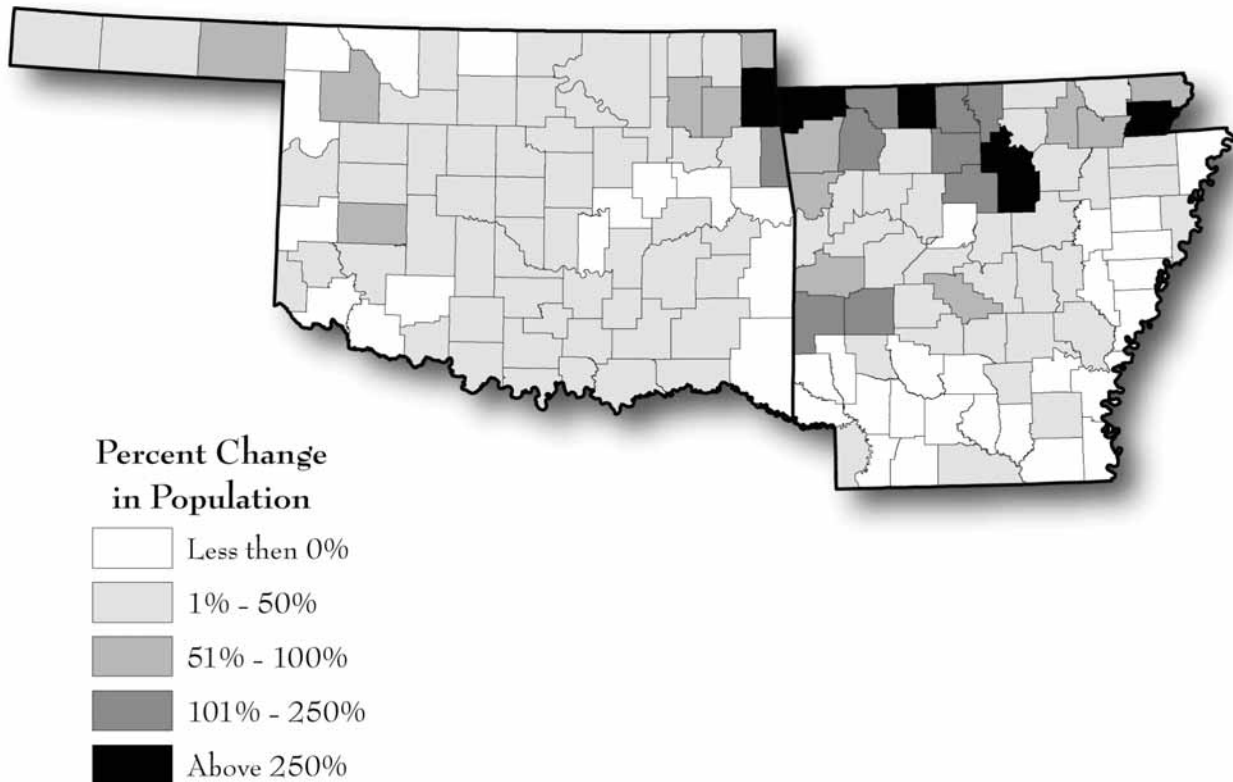 Percent Change
in Population
Less then 0%
1% - 50%
51% - 100%
101% - 250%
Above 250%